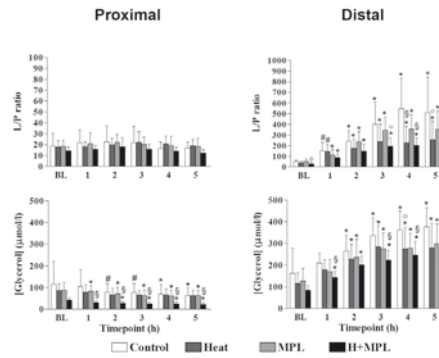 Proximal
Distal
L/P ratio
100
90
80
70
60
50
40
30
20
10
0
BL 1 2 3 4 5
L/P ratio
1000
900
800
700
600
500
400
300
200
100
0
BL 1 2 3 4 5
[Glycerol] (µmol/l)
500
400
300
200
100
0
BL 1 2 3 4 5
Timepoint (h)
[Glycerol] (µmol/l)
500
400
300
200
100
0
BL 1 2 3 4 5
Timepoint (h)
Control Heat MPL H+MPL